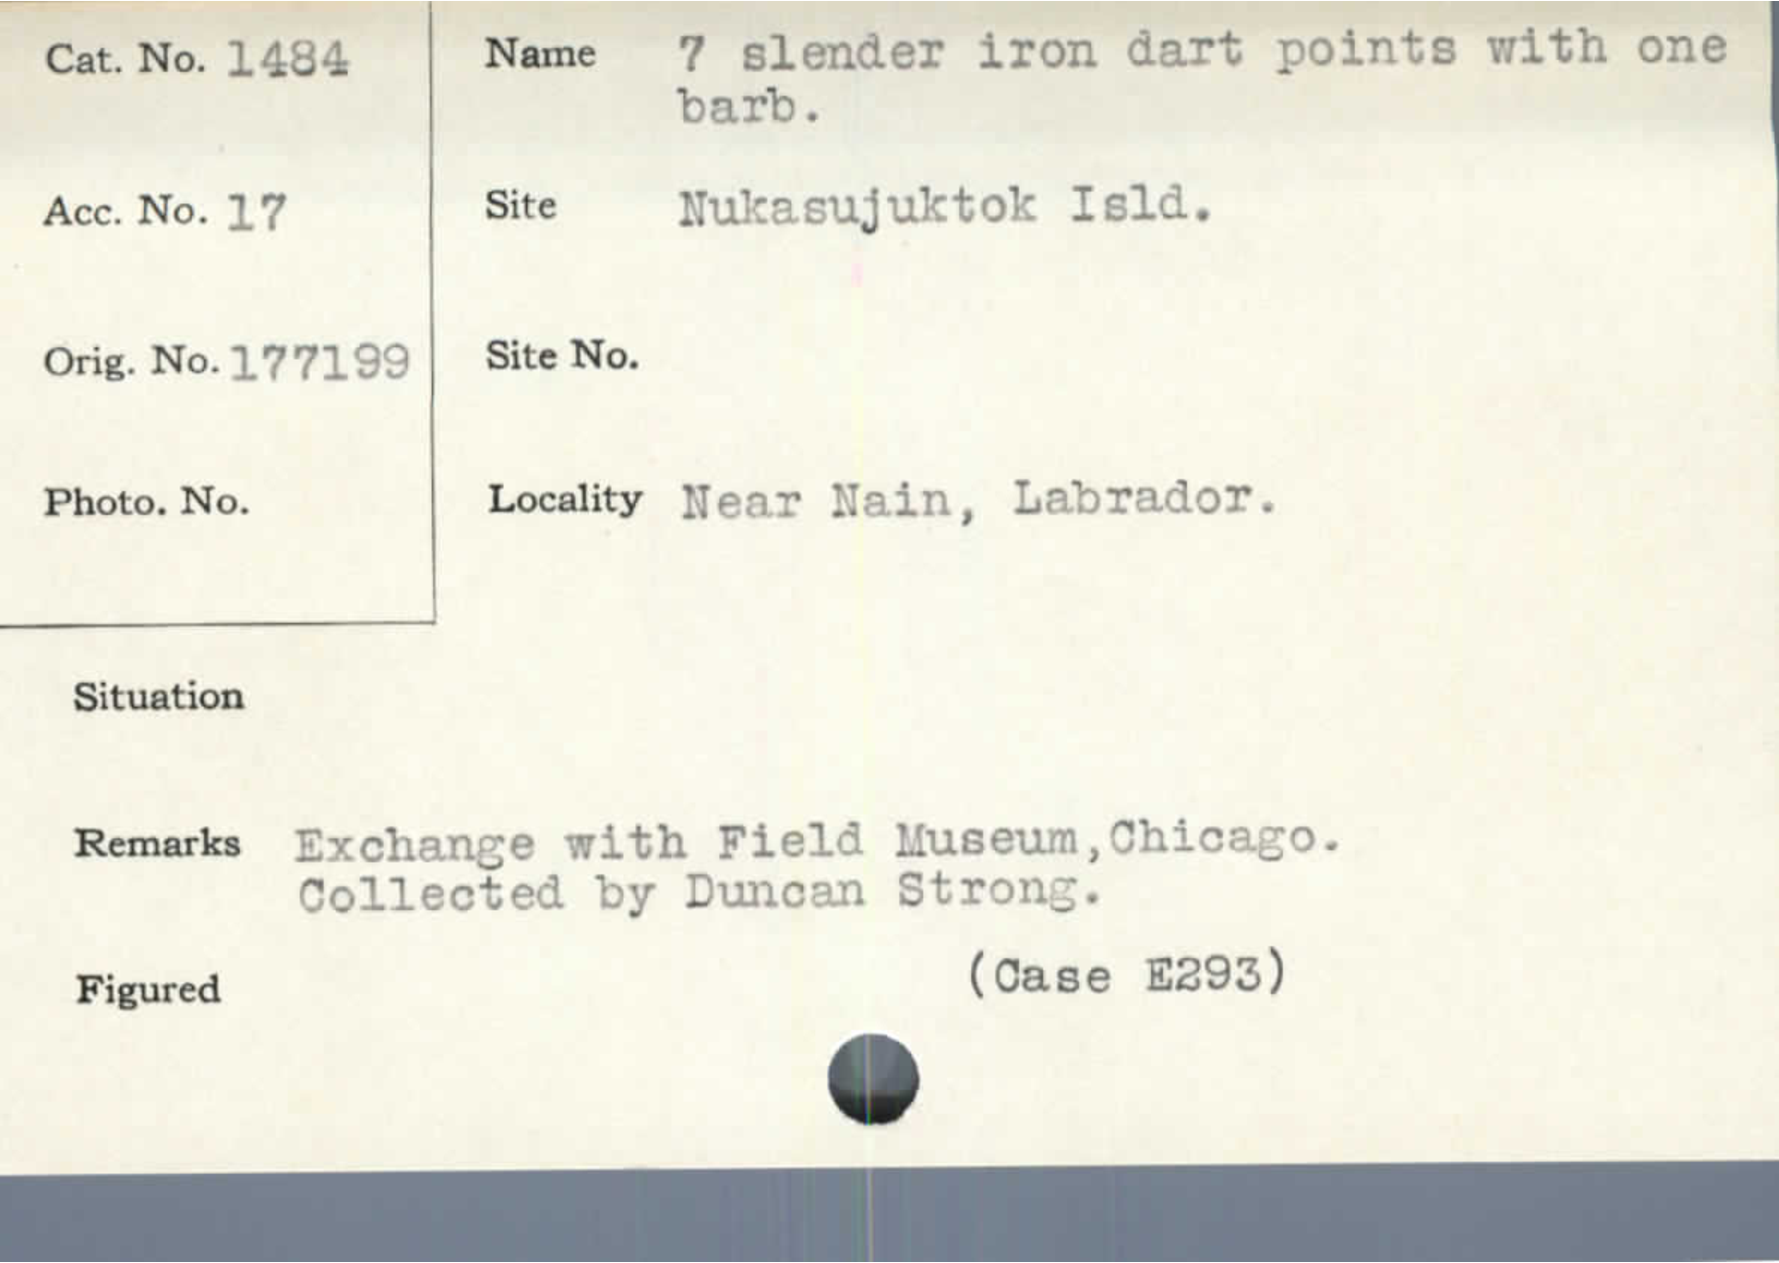 Cat. No. 1484
Name 7 slender iron dart points with one
barb.
Acc. No. 17
Site Nukasujuktok Isld.
Orig. No. 177199
Site No.
Photo. No.
Locality Near Nain, Labrador.
Situation
Remarks Exchange with Field Museum,Chicago.
Collected by Duncan Strong.
(Case E293)
Figured